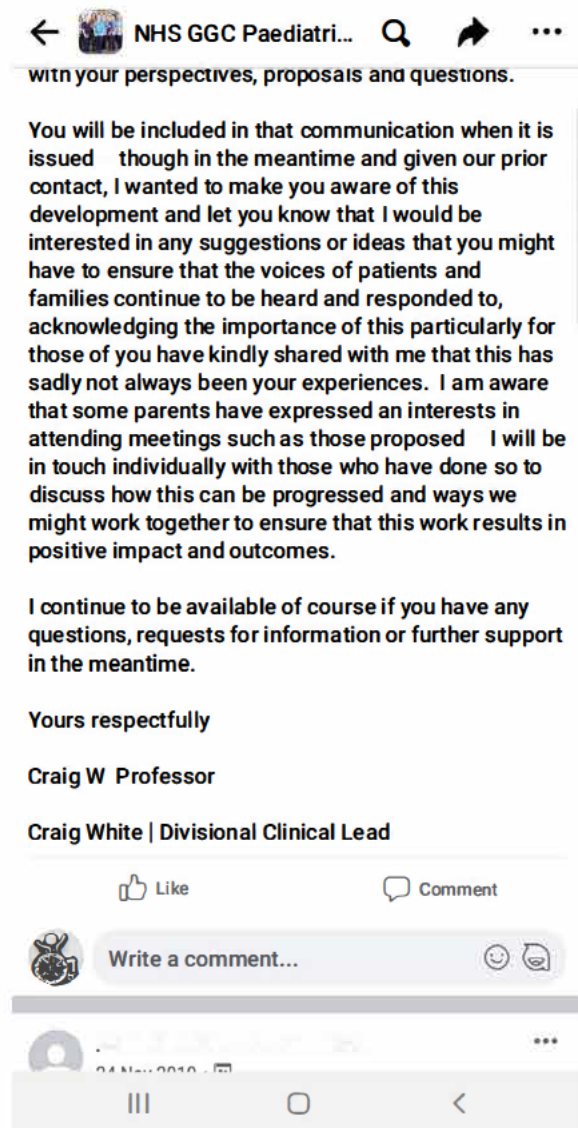 NHS GGC Paediatri...
with your perspectives, proposals and questions.
You will be included in that communication when it is
issued though in the meantime and given our prior
contact, I wanted to make you aware of this
development and let you know that I would be
interested in any suggestions or ideas that you might
have to ensure that the voices of patients and
families continue to be heard and responded to,
acknowledging the importance of this particularly for
those of you have kindly shared with me that this has
sadly not always been your experiences. I am aware
that some parents have expressed an interests in
attending meetings such as those proposed I will be
in touch individually with those who have done so to
discuss how this can be progressed and ways we
might work together to ensure that this work results in
positive impact and outcomes.
I continue to be available of course if you have any
questions, requests for information or further support
in the meantime.
Yours respectfully
Craig W Professor
Craig White | Divisional Clinical Lead
Like
Comment
Write a comment...
24 Nov 2019